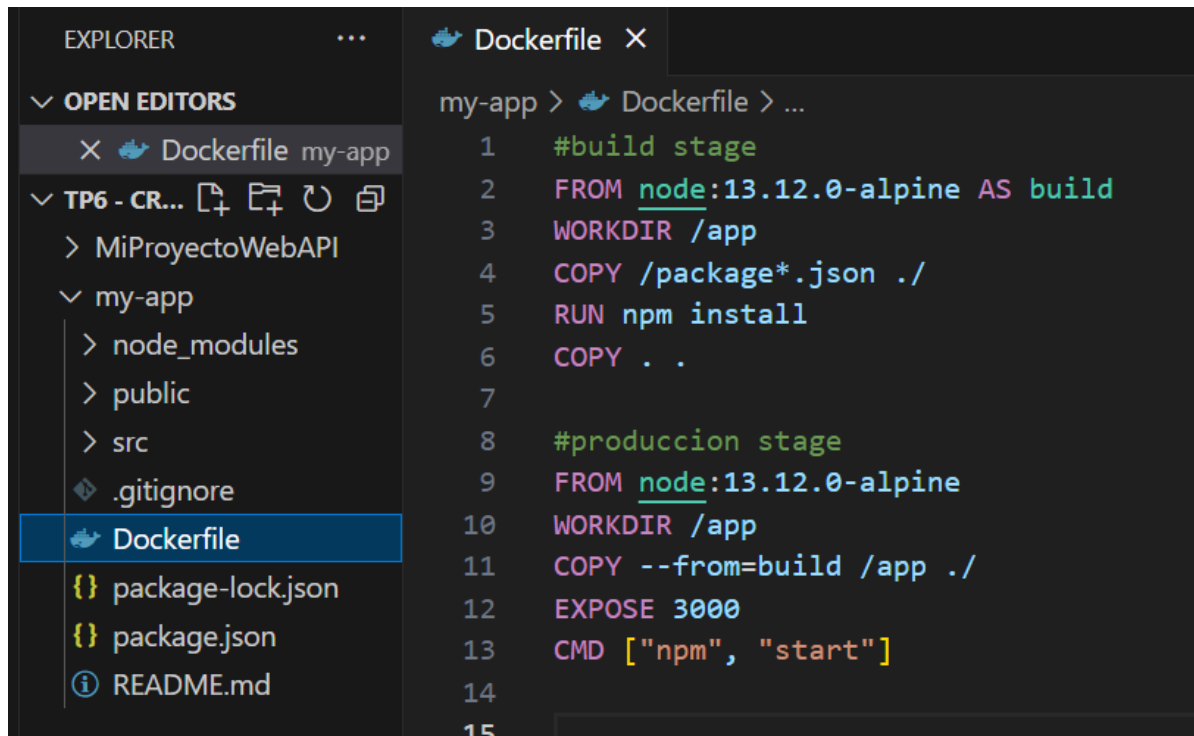 EXPLORER ...
OPEN EDITORS
Dockerfile my-app
TP6 - CR...
MiProyectoWebAPI
my-app
node_modules
public
src
.gitignore
Dockerfile
package-lock.json
package.json
README.md
Dockerfile
my-app > Dockerfile > ...
1 #build stage
2 FROM node:13.12.0-alpine AS build
3 WORKDIR /app
4 COPY /package*.json ./
5 RUN npm install
6 COPY . .
7
8 #produccion stage
9 FROM node:13.12.0-alpine
10 WORKDIR /app
11 COPY --from=build /app ./
12 EXPOSE 3000
13 CMD ["npm", "start"]
14
15